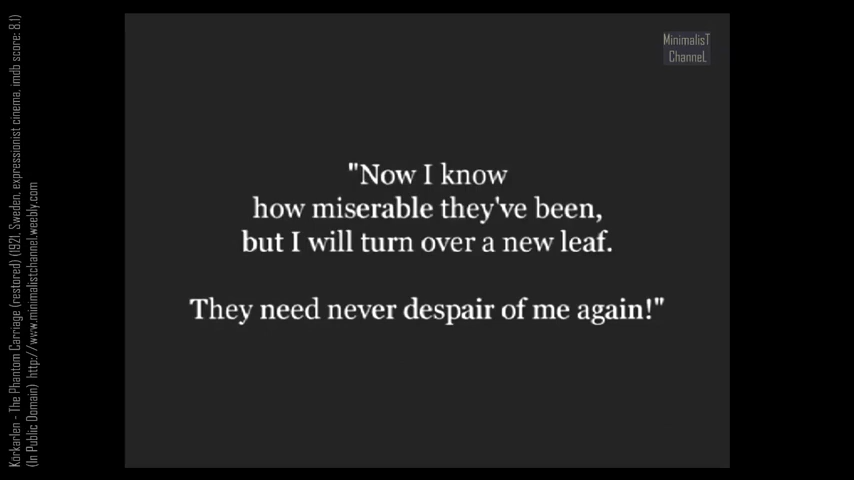 MinimalisT
ChanneL
"Now I know
how miserable they've been,
but I will turn over a new leaf.
They need never despair of me again!"
Körkarlen - The Phantom Carriage (restored) (1921, Sweden, expressionist cinema, imdb score: 8.1)
(In Public Domain) http://www.minimalistchannel.weebly.com